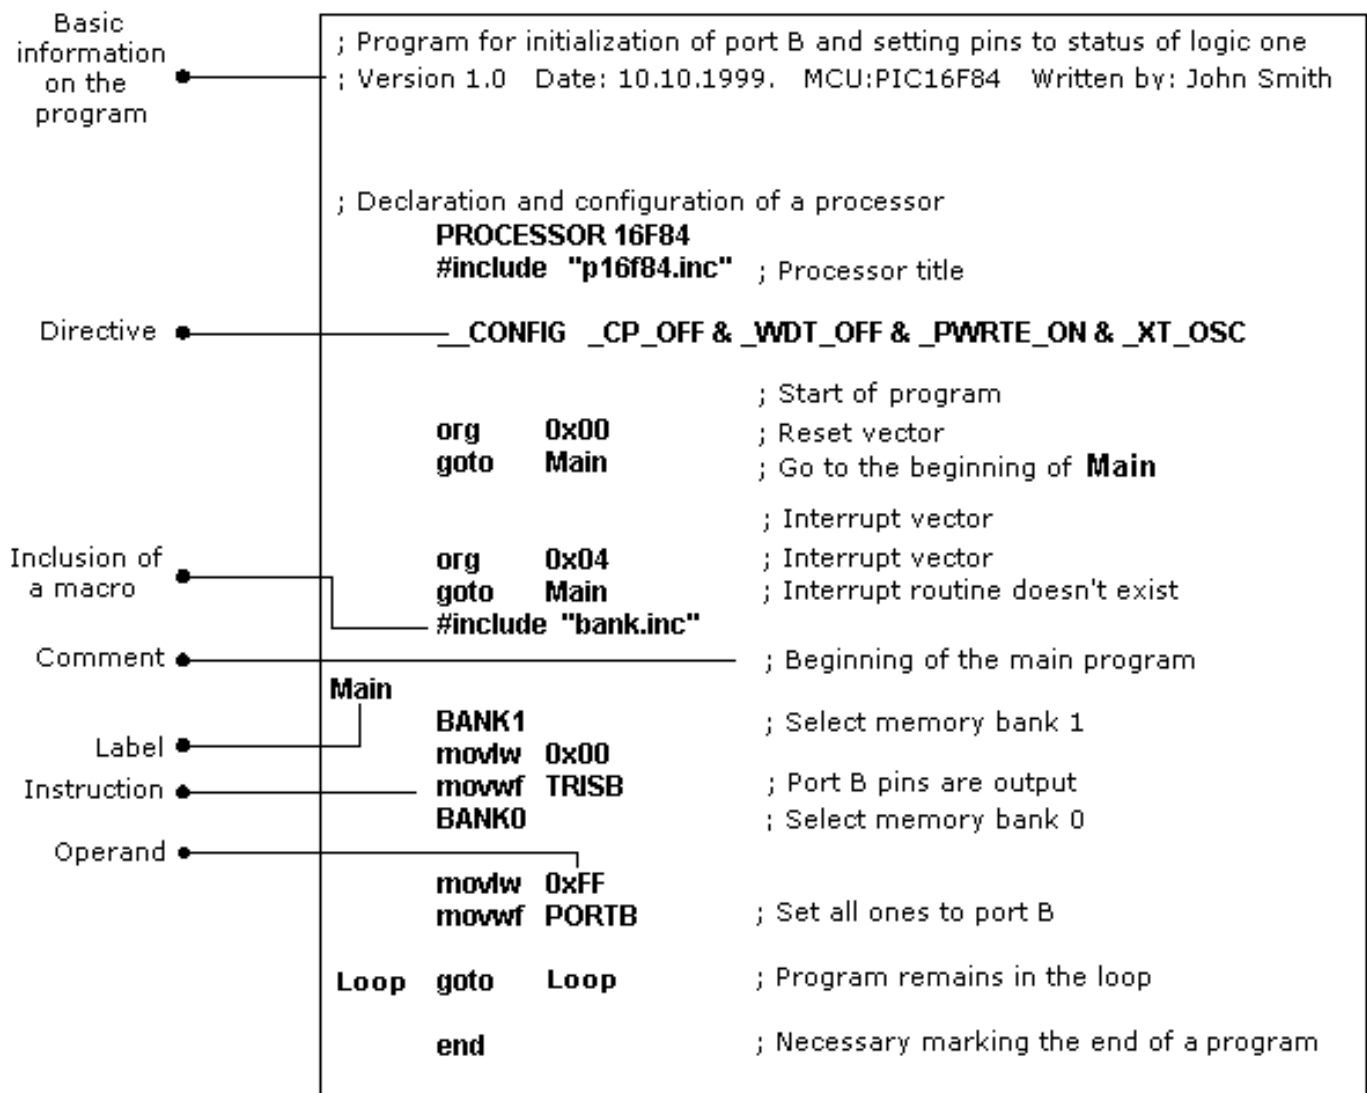 Basic
information
on the
program
; Program for initialization of port B and setting pins to status of logic one
; Version 1.0 Date: 10.10.1999. MCU:PIC16F84 Written by: John Smith
; Declaration and configuration of a processor
PROCESSOR 16F84
#include "p16f84.inc" ; Processor title
Directive
__CONFIG _CP_OFF & _WDT_OFF & _PWRTE_ON & _XT_OSC
; Start of program
org 0x00 ; Reset vector
goto Main ; Go to the beginning of Main
; Interrupt vector
Inclusion of
a macro
org 0x04 ; Interrupt vector
goto Main ; Interrupt routine doesn't exist
#include "bank.inc"
Comment
; Beginning of the main program
Main
Label
BANK1 ; Select memory bank 1
movlw 0x00
Instruction
movwf TRISB ; Port B pins are output
BANK0 ; Select memory bank 0
Operand
movlw 0xFF
movwf PORTB ; Set all ones to port B
Loop goto Loop ; Program remains in the loop
end ; Necessary marking the end of a program